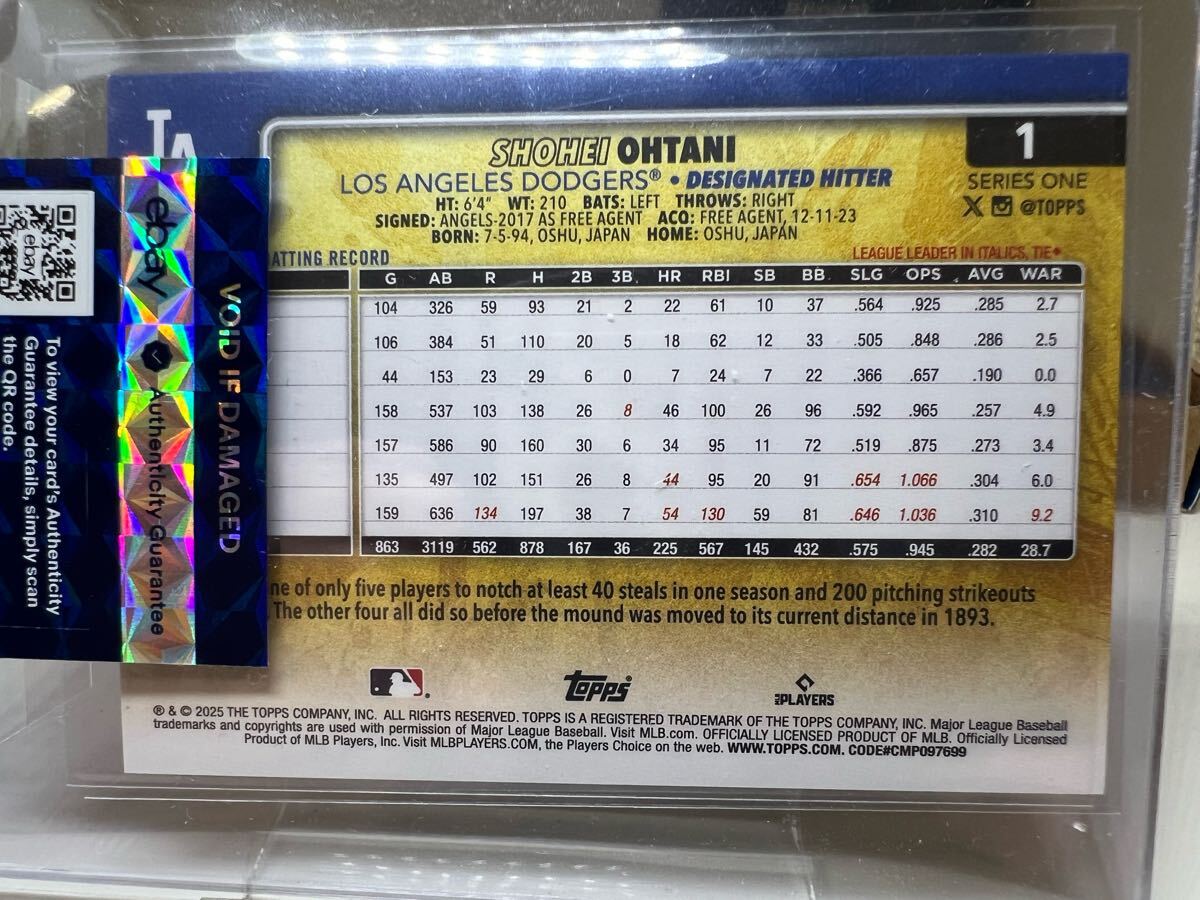 LA
SHOHEI OHTANI
1
LOS ANGELES DODGERS® • DESIGNATED HITTER
SERIES ONE
HT: 6'4" WT: 210 BATS: LEFT THROWS: RIGHT
@TOPPS
SIGNED: ANGELS-2017 AS FREE AGENT ACQ: FREE AGENT, 12-11-23
BORN: 7-5-94, OSHU, JAPAN HOME: OSHU, JAPAN
ATTING RECORD
LEAGUE LEADER IN ITALICS, TIE♦
G AB R H 2B 3B HR RBI SB BB SLG OPS AVG WAR
104 326 59 93 21 2 22 61 10 37 .564 .925 .285 2.7
106 384 51 110 20 5 18 62 12 33 .505 .848 .286 2.5
44 153 23 29 6 0 7 24 7 22 .366 .657 .190 0.0
158 537 103 138 26 8 46 100 26 96 .592 .965 .257 4.9
157 586 90 160 30 6 34 95 11 72 .519 .875 .273 3.4
135 497 102 151 26 8 44 95 20 91 .654 1.066 .304 6.0
159 636 134 197 38 7 54 130 59 81 .646 1.036 .310 9.2
863 3119 562 878 167 36 225 567 145 432 .575 .945 .282 28.7
ne of only five players to notch at least 40 steals in one season and 200 pitching strikeouts
The other four all did so before the mound was moved to its current distance in 1893.
Topps
PLAYERS
® & © 2025 THE TOPPS COMPANY, INC. ALL RIGHTS RESERVED. TOPPS IS A REGISTERED TRADEMARK OF THE TOPPS COMPANY, INC. Major League Baseball
trademarks and copyrights are used with permission of Major League Baseball. Visit MLB.com. OFFICIALLY LICENSED PRODUCT OF MLB. Officially Licensed
Product of MLB Players, Inc. Visit MLBPLAYERS.COM, the Players Choice on the web. WWW.TOPPS.COM. CODE#CMP097699
VOID IF DAMAGED
ebay
Authenticity Guarantee
ebay
To view your card's Authenticity
Guarantee details, simply scan
the QR code.